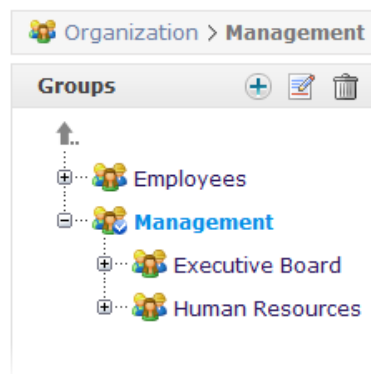 Organization > Management
Groups
..
Employees
Management
Executive Board
Human Resources